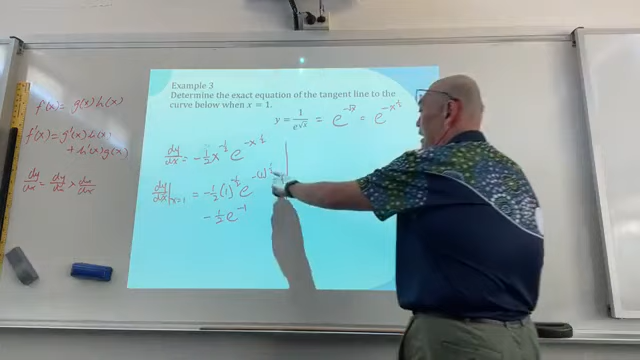 Example 3
Determine the exact equation of the tangent line to the
curve below when x = 1.
y = 1/e^√x = e^-√x = e^-x^½
dy/dx = -½x^-½ e^-x^½
dy/dx|x=1 = -½(1)^-½ e^-(1)^½
-½e^-1
f(x) = g(x) h(x)
f'(x) = g'(x) h(x)
+ h'(x) g(x)
dy/dx = dy/du × du/dx